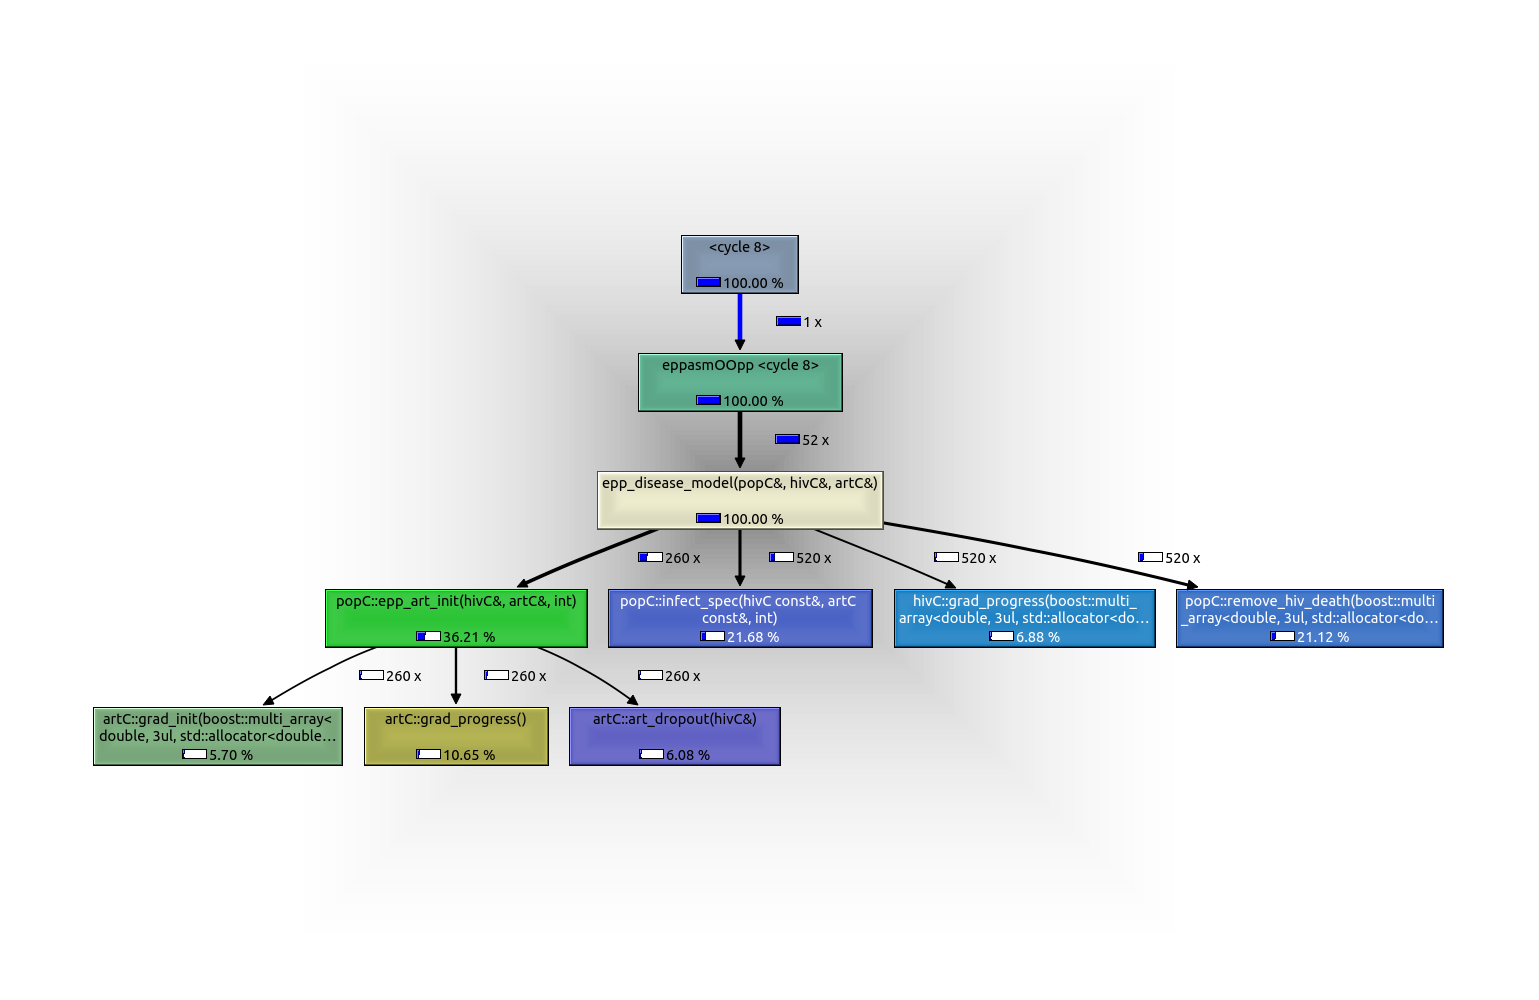 <cycle 8>
100.00 %
1 x
eppasmOOpp <cycle 8>
100.00 %
52 x
epp_disease_model(popC&, hivC&, artC&)
100.00 %
260 x
520 x
520 x
520 x
popC::epp_art_init(hivC&, artC&, int)
36.21 %
popC::infect_spec(hivC const&, artC
const&, int)
21.68 %
hivC::grad_progress(boost::multi_
array<double, 3ul, std::allocator<do…
6.88 %
popC::remove_hiv_death(boost::multi
_array<double, 3ul, std::allocator<do…
21.12 %
260 x
260 x
260 x
artC::grad_init(boost::multi_array<
double, 3ul, std::allocator<double…
5.70 %
artC::grad_progress()
10.65 %
artC::art_dropout(hivC&)
6.08 %